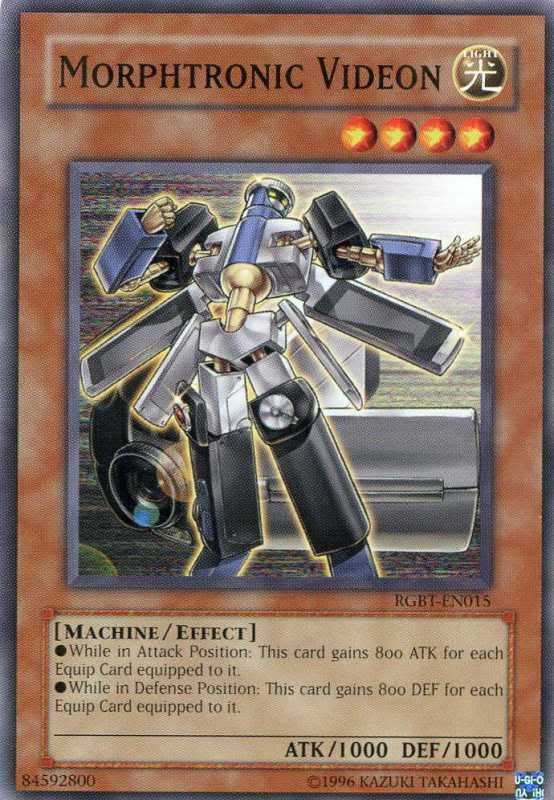 MORPHTRONIC VIDEON
LIGHT
光
RGBT-EN015
[MACHINE/EFFECT]
●While in Attack Position: This card gains 800 ATK for each
Equip Card equipped to it.
●While in Defense Position: This card gains 800 DEF for each
Equip Card equipped to it.
ATK/1000 DEF/1000
84592800
©1996 KAZUKI TAKAHASHI